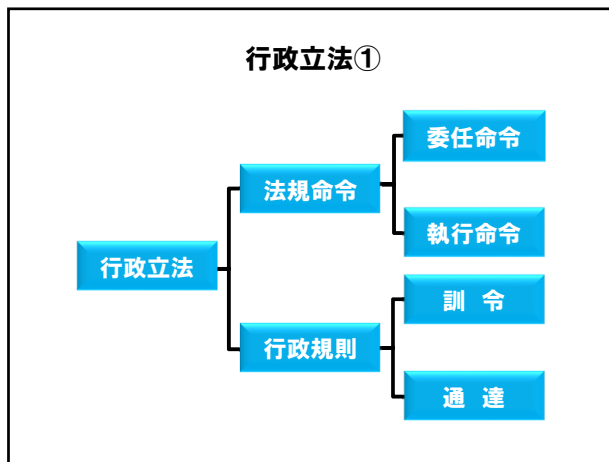 行政立法①
委任命令
法規命令
執行命令
行政立法
訓 令
行政規則
通 達